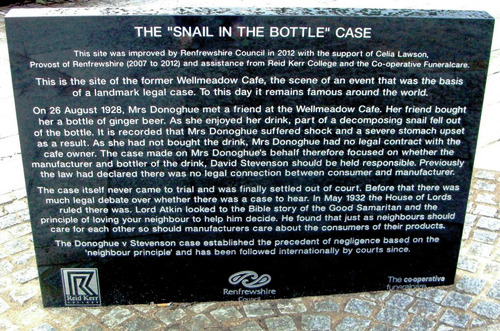 THE "SNAIL IN THE BOTTLE" CASE
This site was improved by Renfrewshire Council in 2012 with the support of Celia Lawson,
Provost of Renfrewshire (2007 to 2012) and assistance from Reid Kerr College and the Co-operative Funeralcare.
This is the site of the former Wellmeadow Cafe, the scene of an event that was the basis
of a landmark legal case. To this day it remains famous around the world.
On 26 August 1928, Mrs Donoghue met a friend at the Wellmeadow Cafe. Her friend bought
her a bottle of ginger beer. As she enjoyed her drink, part of a decomposing snail fell out
of the bottle. It is recorded that Mrs Donoghue suffered shock and a severe stomach upset
as a result. As she had not bought the drink, Mrs Donoghue had no legal contract with the
cafe owner. The case made on Mrs Donoghue's behalf therefore focused on whether the
manufacturer and bottler of the drink, David Stevenson should be held responsible. Previously
the law had declared there was no legal connection between consumer and manufacturer.
The case itself never came to trial and was finally settled out of court. Before that there was
much legal debate over whether there was a case to hear. In May 1932 the House of Lords
ruled there was. Lord Atkin looked to the Bible story of the Good Samaritan and the
principle of loving your neighbour to help him decide. He found that just as neighbours should
care for each other so should manufacturers care about the consumers of their products.
The Donoghue v Stevenson case established the precedent of negligence based on the
'neighbour principle' and has been followed internationally by courts since.
Reid Kerr
COLLEGE
Renfrewshire
Council
The co-operative